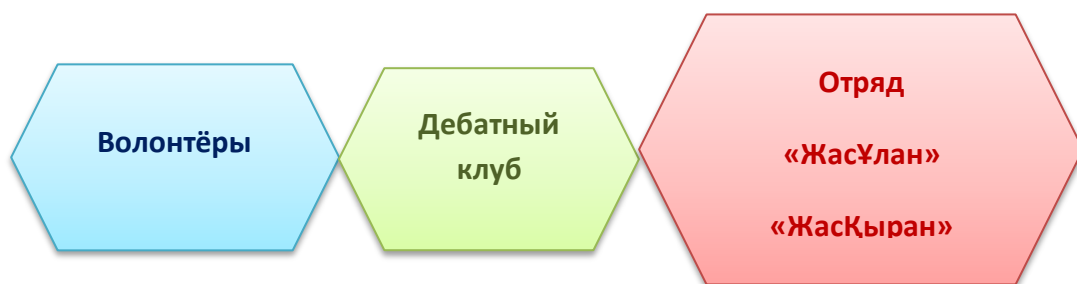 Волонтёры
Дебатный
клуб
Отряд
«ЖасҰлан»
«ЖасҚыран»